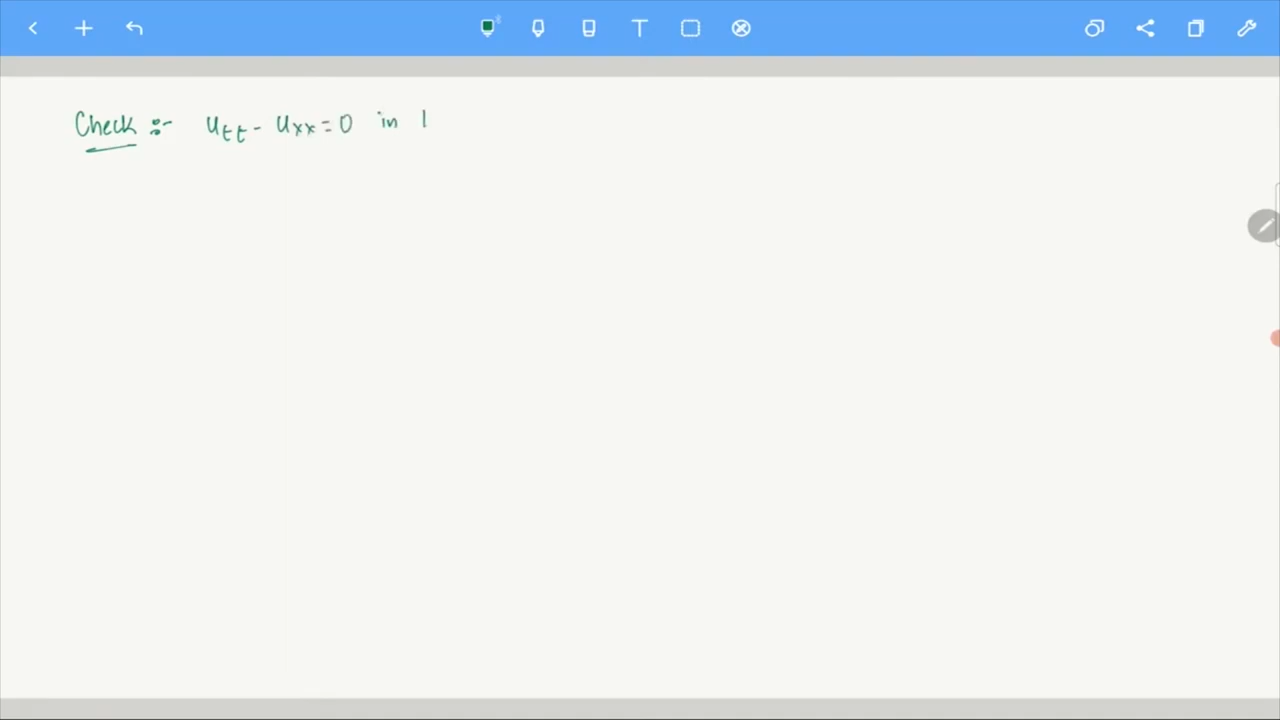 Check :- u_tt - u_xx = 0 in